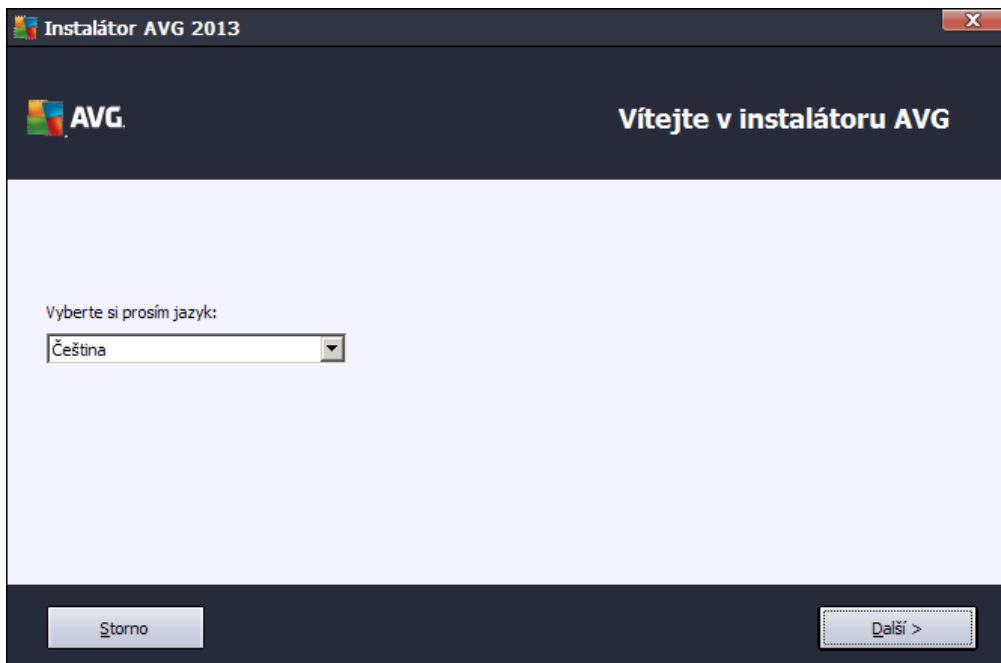 Instalátor AVG 2013
AVG.
Vítejte v instalátoru AVG
Vyberte si prosím jazyk:
Čeština
Storno
Další >